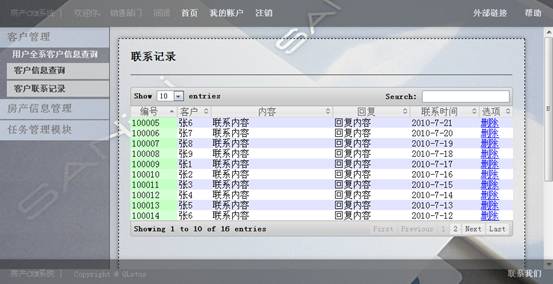 房产CRM系统 | 欢迎您, 销售部门 首页 我的账户 注销 外部链接 帮助
客户管理
用户全系客户信息查询
客户信息查询
客户联系记录
房产信息管理
任务管理模块
联系记录
Show 10 entries Search:
编号 客户 内容 回复 联系时间 选项
100005 张6 联系内容 回复内容 2010-7-21 删除
100006 张7 联系内容 回复内容 2010-7-20 删除
100007 张8 联系内容 回复内容 2010-7-19 删除
100008 张9 联系内容 回复内容 2010-7-18 删除
100009 张1 联系内容 回复内容 2010-7-17 删除
100010 张2 联系内容 回复内容 2010-7-16 删除
100011 张3 联系内容 回复内容 2010-7-15 删除
100012 张4 联系内容 回复内容 2010-7-14 删除
100013 张5 联系内容 回复内容 2010-7-13 删除
100014 张6 联系内容 回复内容 2010-7-12 删除
Showing 1 to 10 of 16 entries First Previous 1 2 Next Last
房产CRM系统 | Copyright © 联系我们